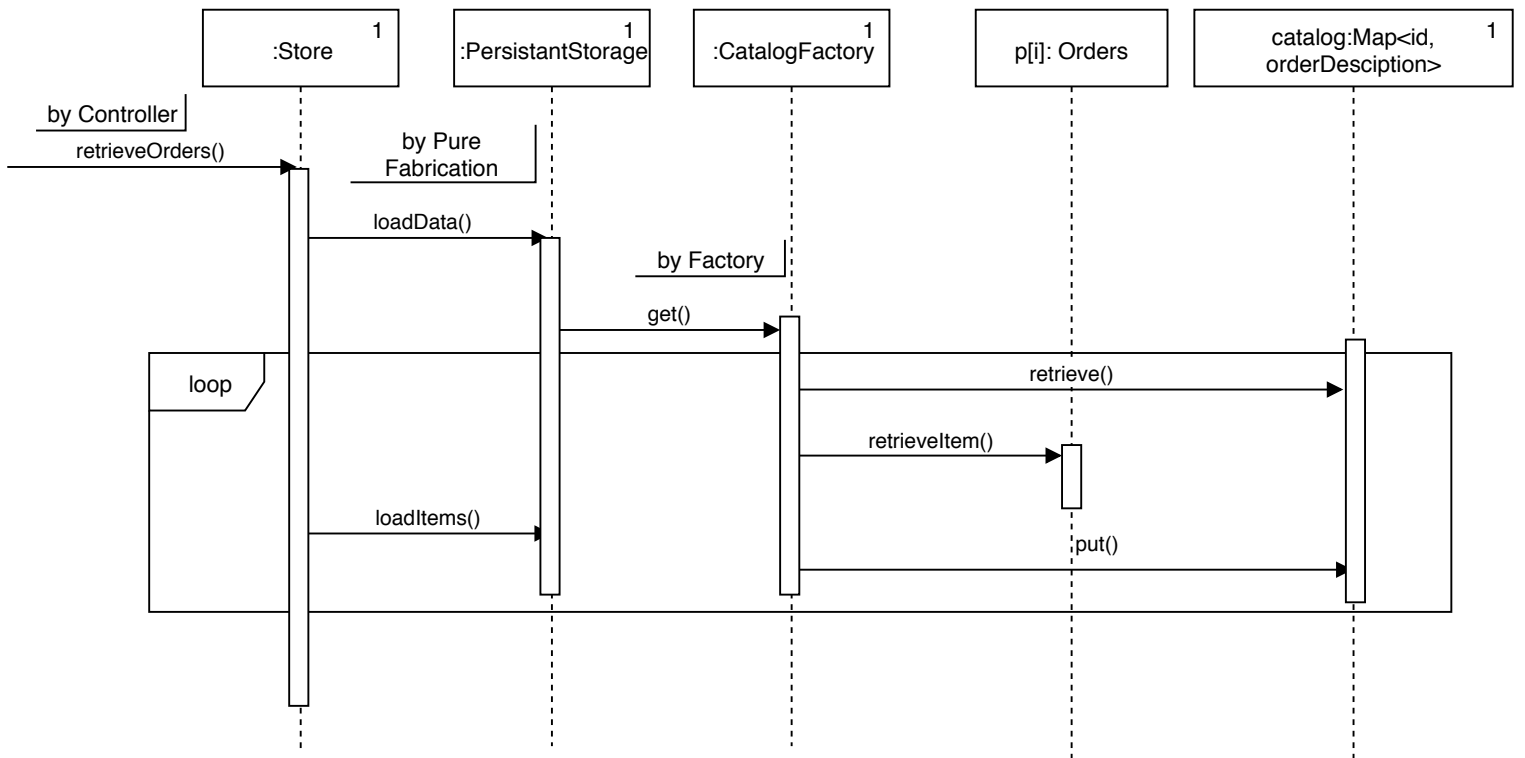 1
:Store
1
:PersistantStorage
1
:CatalogFactory
p[i]: Orders
catalog:Map<id,
orderDesciption>
1
by Controller
retrieveOrders()
by Pure
Fabrication
loadData()
by Factory
get()
loop
retrieve()
retrieveItem()
loadItems()
put()